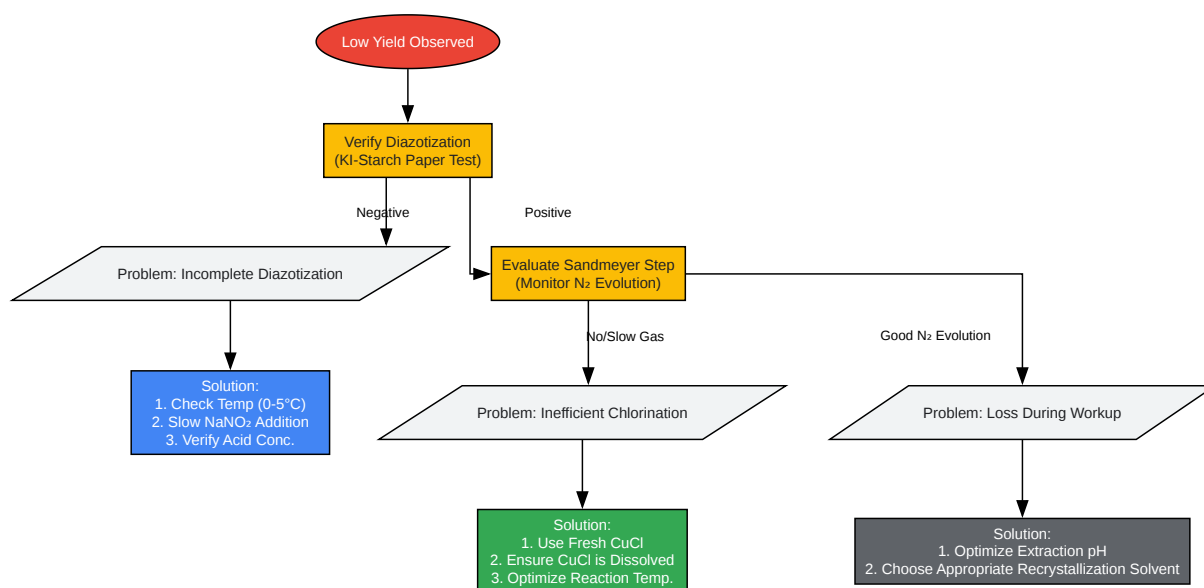 Low Yield Observed
Verify Diazotization
(KI-Starch Paper Test)
Negative
Positive
Problem: Incomplete Diazotization
Evaluate Sandmeyer Step
(Monitor N₂ Evolution)
No/Slow Gas
Good N₂ Evolution
Solution:
1. Check Temp (0-5°C)
2. Slow NaNO₂ Addition
3. Verify Acid Conc.
Problem: Inefficient Chlorination
Problem: Loss During Workup
Solution:
1. Use Fresh CuCl
2. Ensure CuCl is Dissolved
3. Optimize Reaction Temp.
Solution:
1. Optimize Extraction pH
2. Choose Appropriate Recrystallization Solvent